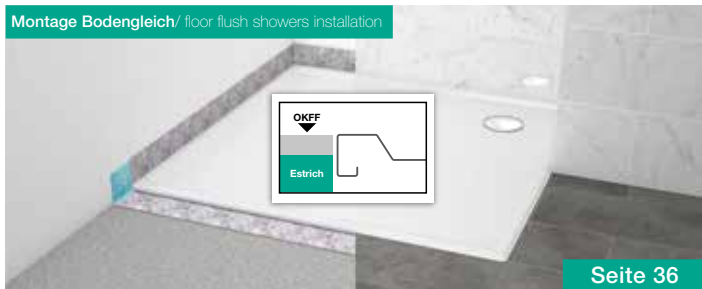 Montage Bodengleich/ floor flush showers installation
OKFF
Estrich
Seite 36